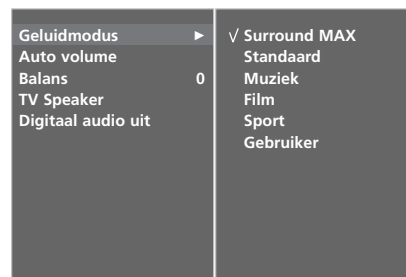 Geluidmodus ►
Auto volume
Balans 0
TV Speaker
Digitaal audio uit
√ Surround MAX
Standaard
Muziek
Film
Sport
Gebruiker